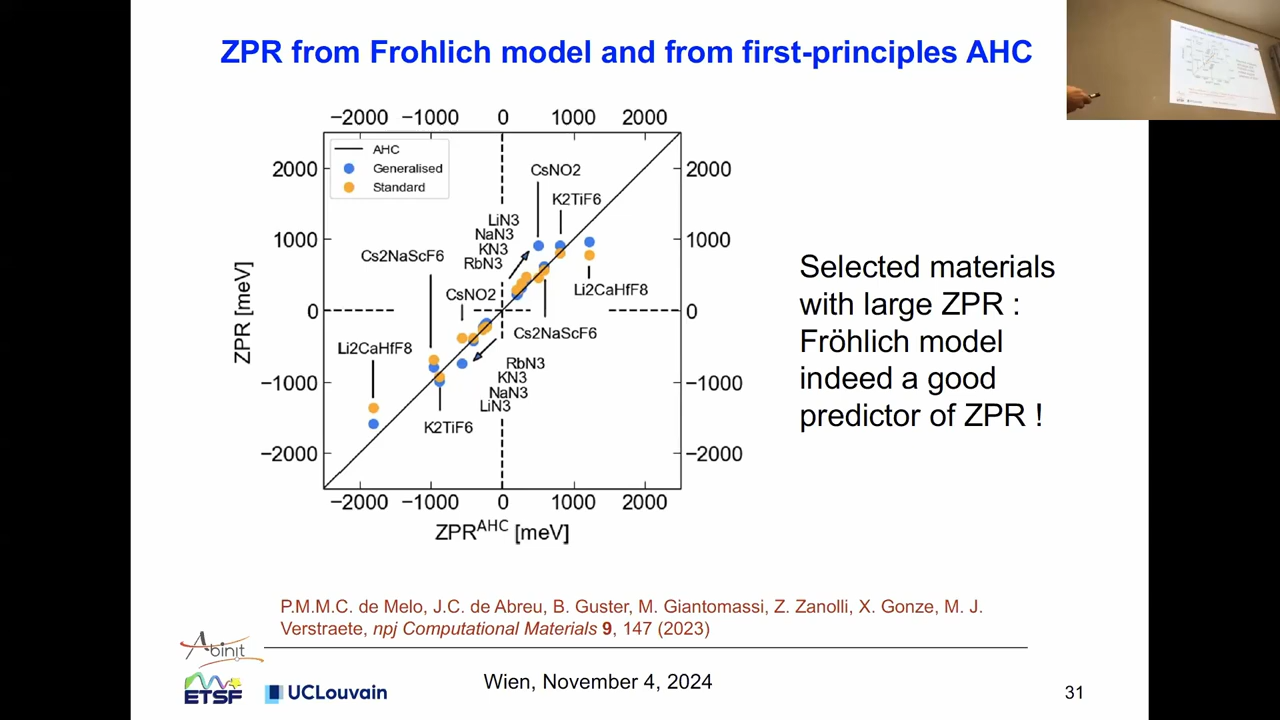 ZPR from Frohlich model and from first-principles AHC
−2000 −1000 0 1000 2000
AHC
Generalised
Standard
2000
1000
0
−1000
−2000
ZPR [meV]
CsNO2
K2TiF6
LiN3
NaN3
KN3
RbN3
Cs2NaScF6
CsNO2
Li2CaHfF8
Li2CaHfF8
Cs2NaScF6
RbN3
KN3
NaN3
LiN3
K2TiF6
2000
1000
0
−1000
−2000
−2000 −1000 0 1000 2000
ZPRAHC [meV]
Selected materials
with large ZPR :
Fröhlich model
indeed a good
predictor of ZPR !
P.M.M.C. de Melo, J.C. de Abreu, B. Guster, M. Giantomassi, Z. Zanolli, X. Gonze, M. J.
Verstraete, npj Computational Materials 9, 147 (2023)
Abinit
ETSF
UCLouvain
Wien, November 4, 2024
31